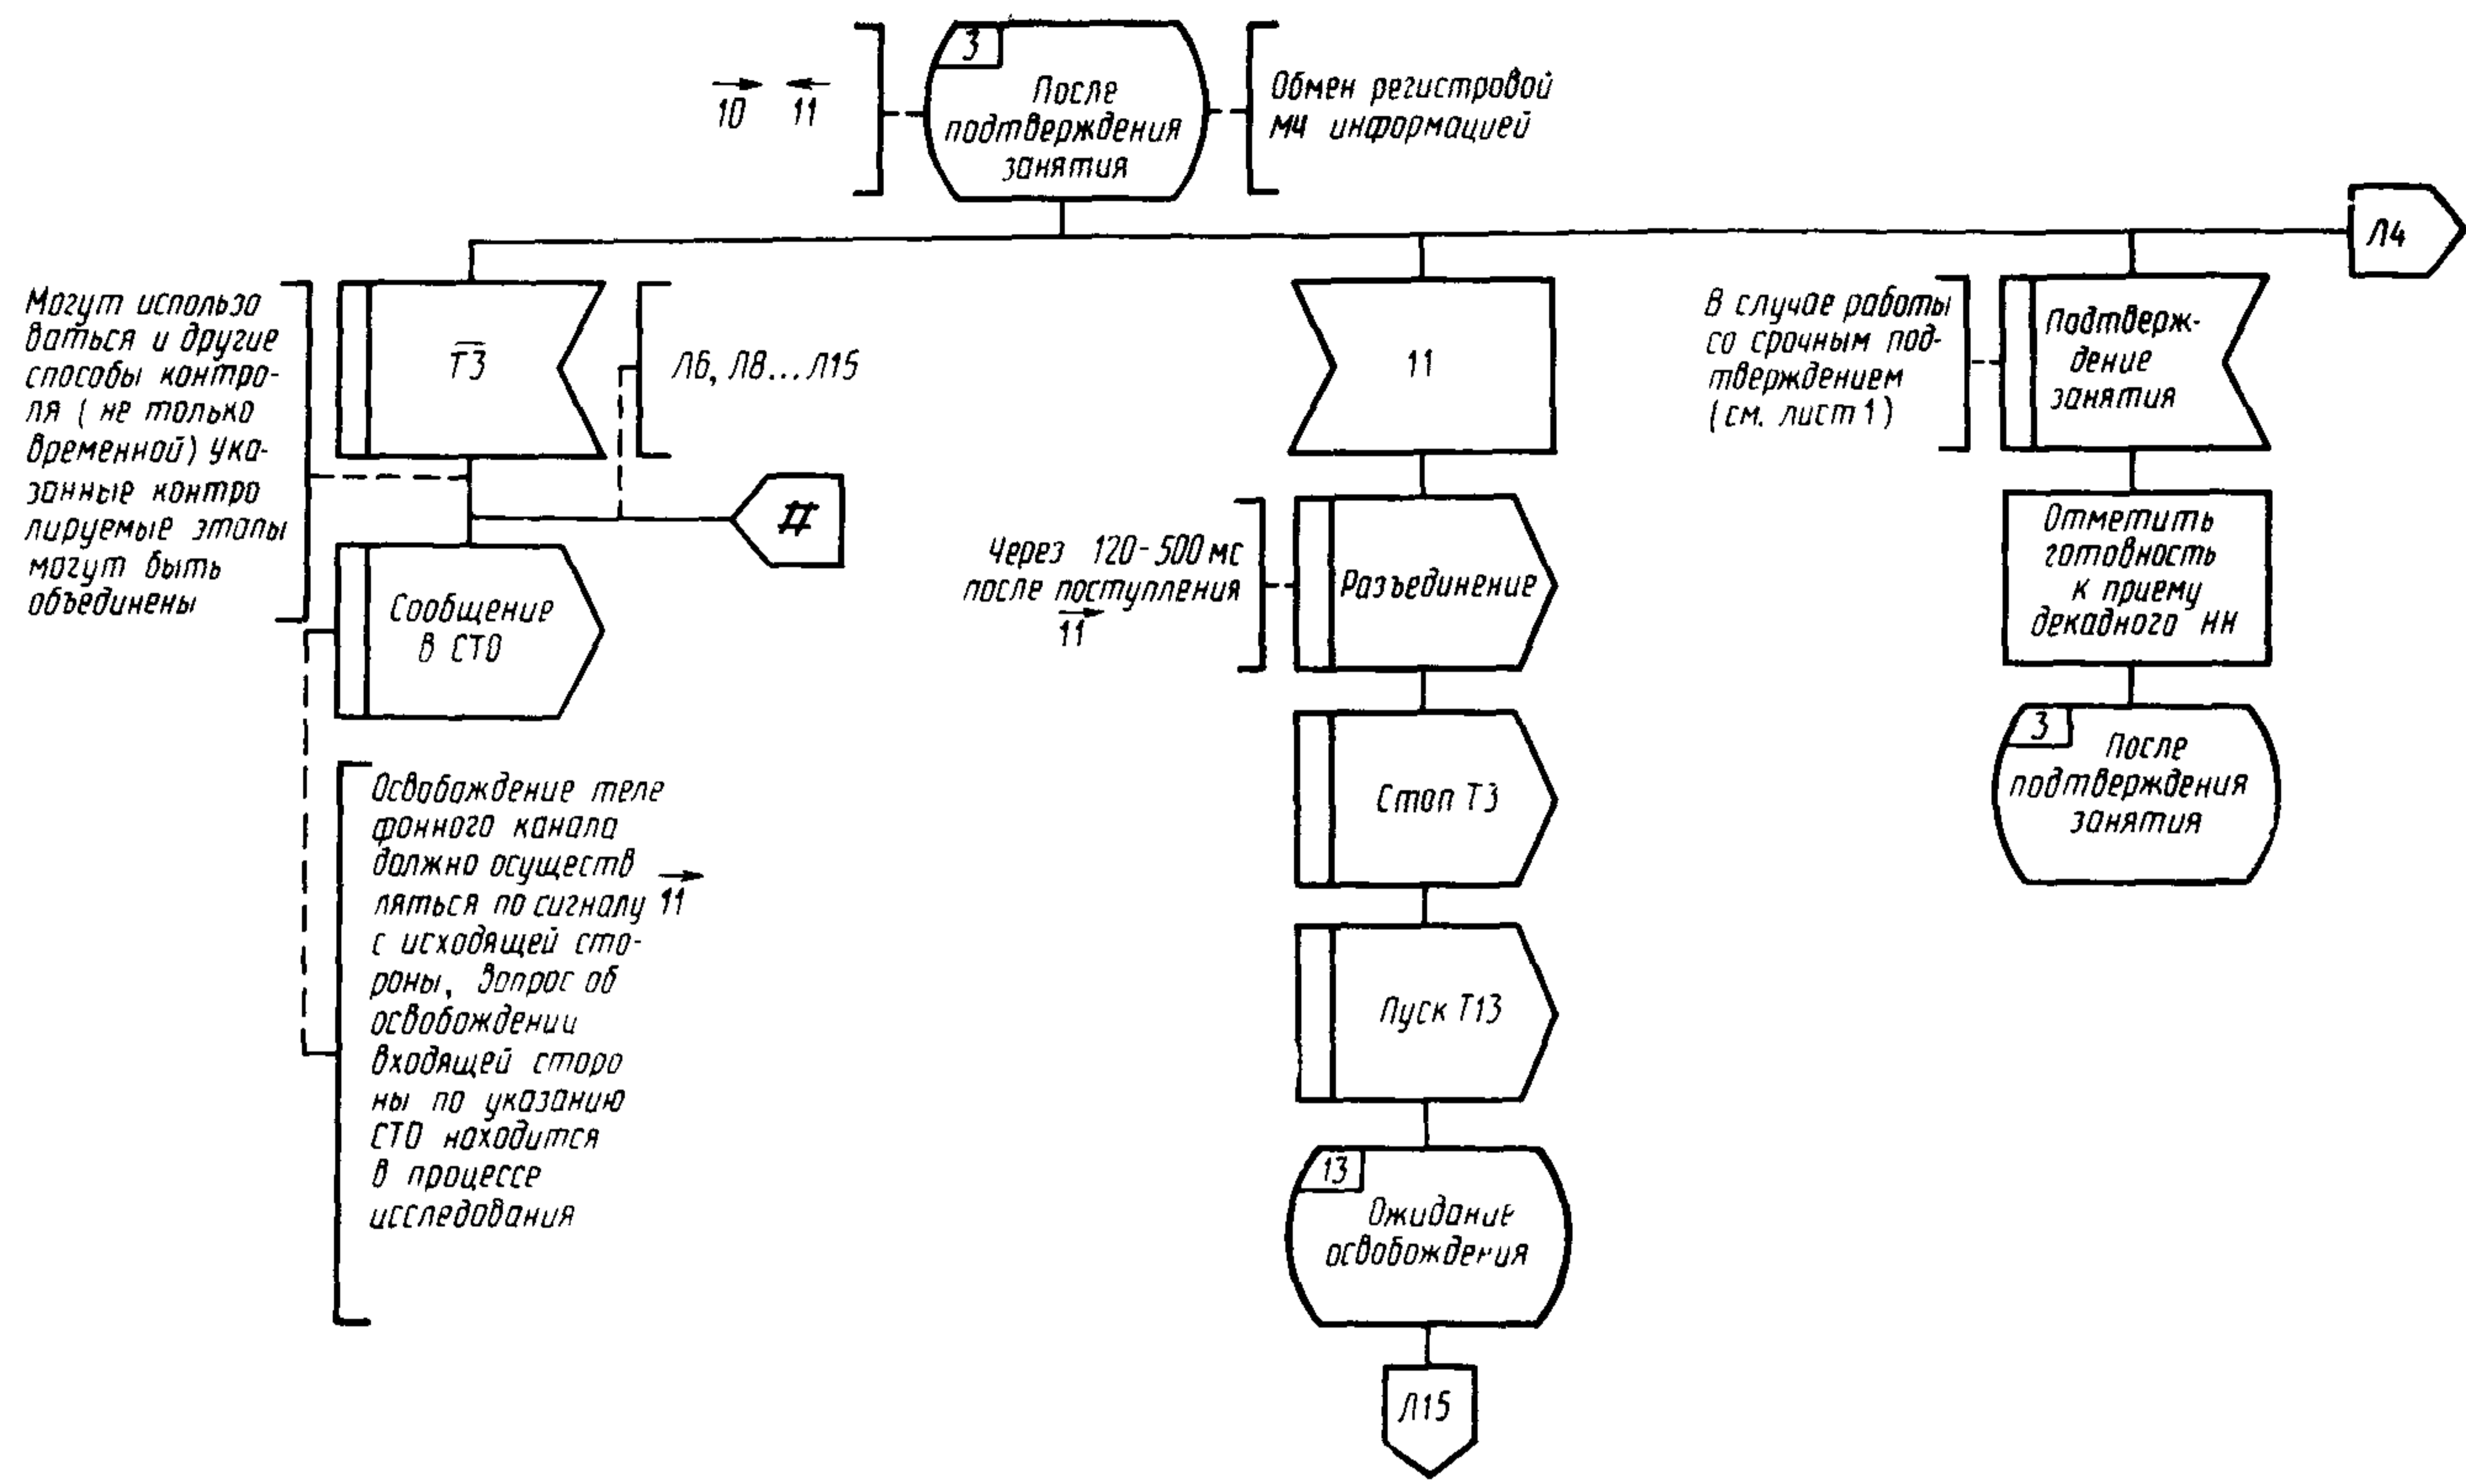 3
После
подтверждения
занятия
10 11
Обмен регистровой
МЧ информацией
Л4
Могут использо
ваться и другие
способы контро-
ля (не только
временной) ука-
занные контро
лируемые этапы
могут быть
объединены
Т3
Л6, Л8...Л15
#
Сообщение
в СТО
Освобождение теле
фонного канала
должно осуществ
ляться по сигналу 11
с исходящей сто-
роны, вопрос об
освобождении
входящей сторо
ны по указанию
СТО находится
в процессе
исследования
11
Через 120-500 мс
после поступления
11
Разъединение
Стоп Т3
Пуск Т13
13
Ожидание
освобождения
Л15
В случае работы
со срочным под-
тверждением
(см. лист 1)
Подтверж-
дение
занятия
Отметить
готовность
к приему
декадного НН
3
После
подтверждения
занятия